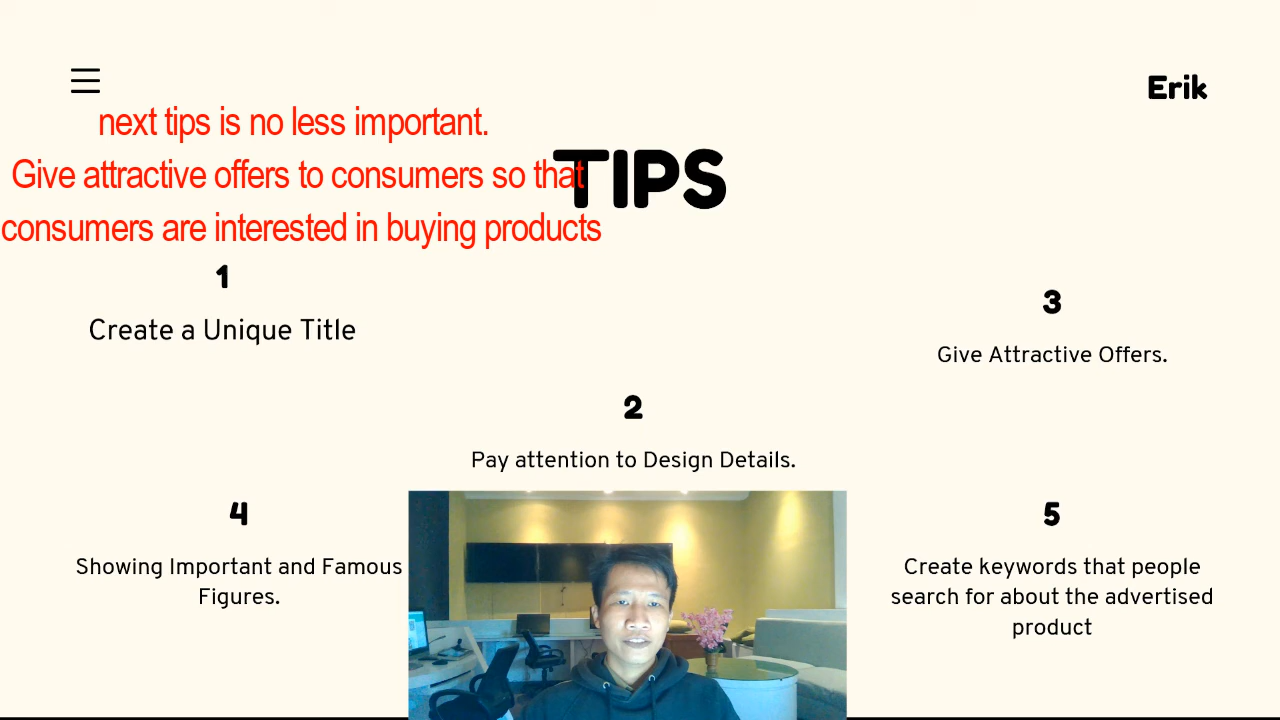 Erik
next tips is no less important.
Give attractive offers to consumers so that
consumers are interested in buying products
TIPS
1
Create a Unique Title
3
Give Attractive Offers.
2
Pay attention to Design Details.
4
Showing Important and Famous
Figures.
5
Create keywords that people
search for about the advertised
product